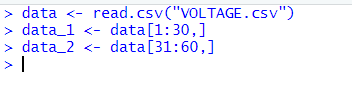 > data <- read.csv("VOLTAGE.csv")
> data_1 <- data[1:30,]
> data_2 <- data[31:60,]
>